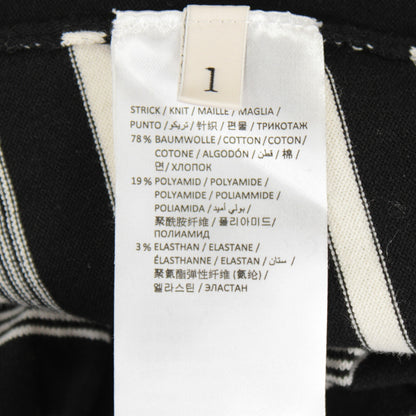 1
STRICK / KNIT / MAILLE / MAGLIA /
PUNTO / تريكو / 针织 / 편물 / ТРИКОТАЖ
78 % BAUMWOLLE / COTTON / COTON /
COTONE / ALGODÓN / قطن / 棉 /
면 / ХЛОПОК
19 % POLYAMID / POLYAMIDE /
POLYAMIDE / POLIAMMIDE /
POLIAMIDA / بولي أميد /
聚酰胺纤维 / 폴리아미드 /
ПОЛИАМИД
3 % ELASTHAN / ELASTANE /
ÉLASTHANNE / ELASTAN / ستان /
聚氨酯弹性纤维 (氨纶) /
엘라스틴 / ЭЛАСТАН